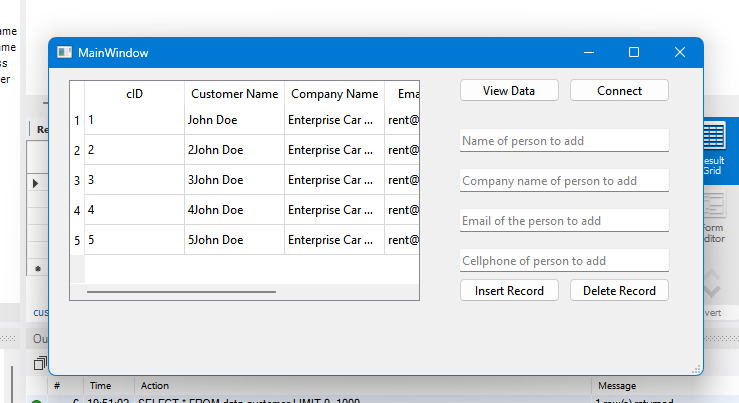 ame
MainWindow
ame
ss
er
cID Customer Name Company Name Ema
View Data Connect
1 1 John Doe Enterprise Car ... rent@
Re
Name of person to add
2 2 2John Doe Enterprise Car ... rent@
esult
Grid
3 3 3John Doe Enterprise Car ... rent@
Company name of person to add
4 4 4John Doe Enterprise Car ... rent@
Email of the person to add
Form
ditor
5 5 5John Doe Enterprise Car ... rent@
Cellphone of person to add
Insert Record Delete Record
cus
vert
Ou
# Time Action Message
6 19:51:02 SELECT * FROM data.customer LIMIT 0, 1000 1 row(s) returned